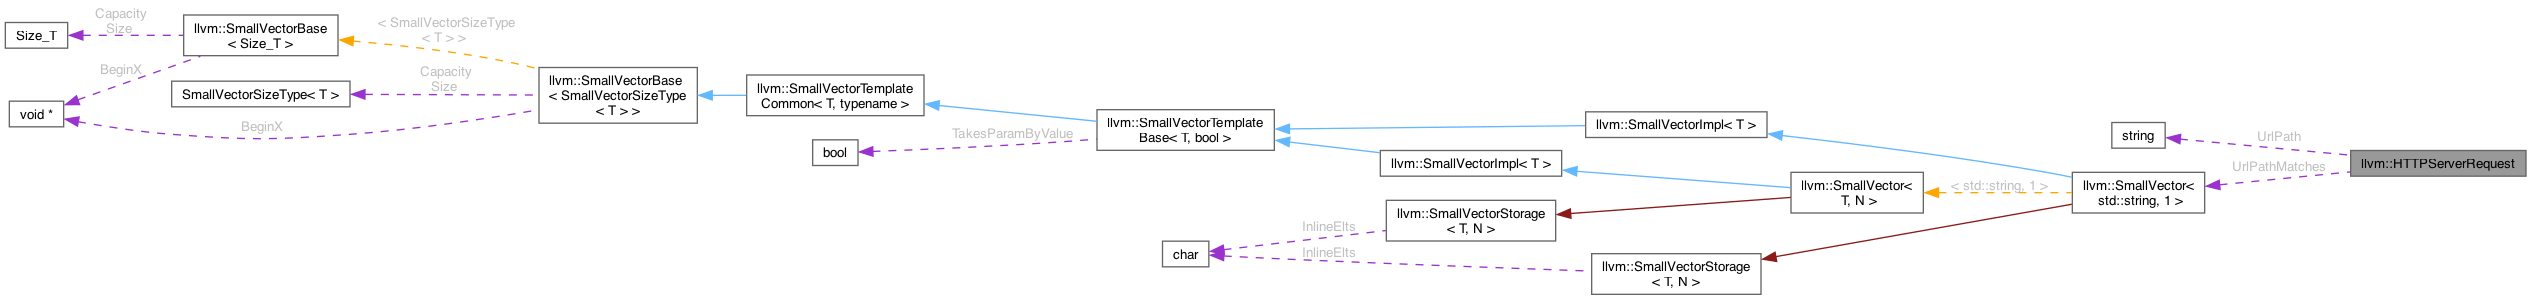 Size_T
Capacity
Size
llvm::SmallVectorBase
< Size_T >
< SmallVectorSizeType
< T > >
BeginX
void *
SmallVectorSizeType< T >
Capacity
Size
BeginX
llvm::SmallVectorBase
< SmallVectorSizeType
< T > >
llvm::SmallVectorTemplate
Common< T, typename >
bool
TakesParamByValue
llvm::SmallVectorTemplate
Base< T, bool >
llvm::SmallVectorImpl< T >
llvm::SmallVectorImpl< T >
char
InlineElts
InlineElts
llvm::SmallVectorStorage
< T, N >
llvm::SmallVectorStorage
< T, N >
llvm::SmallVector<
T, N >
< std::string, 1 >
llvm::SmallVector<
std::string, 1 >
string
UrlPath
UrlPathMatches
llvm::HTTPServerRequest